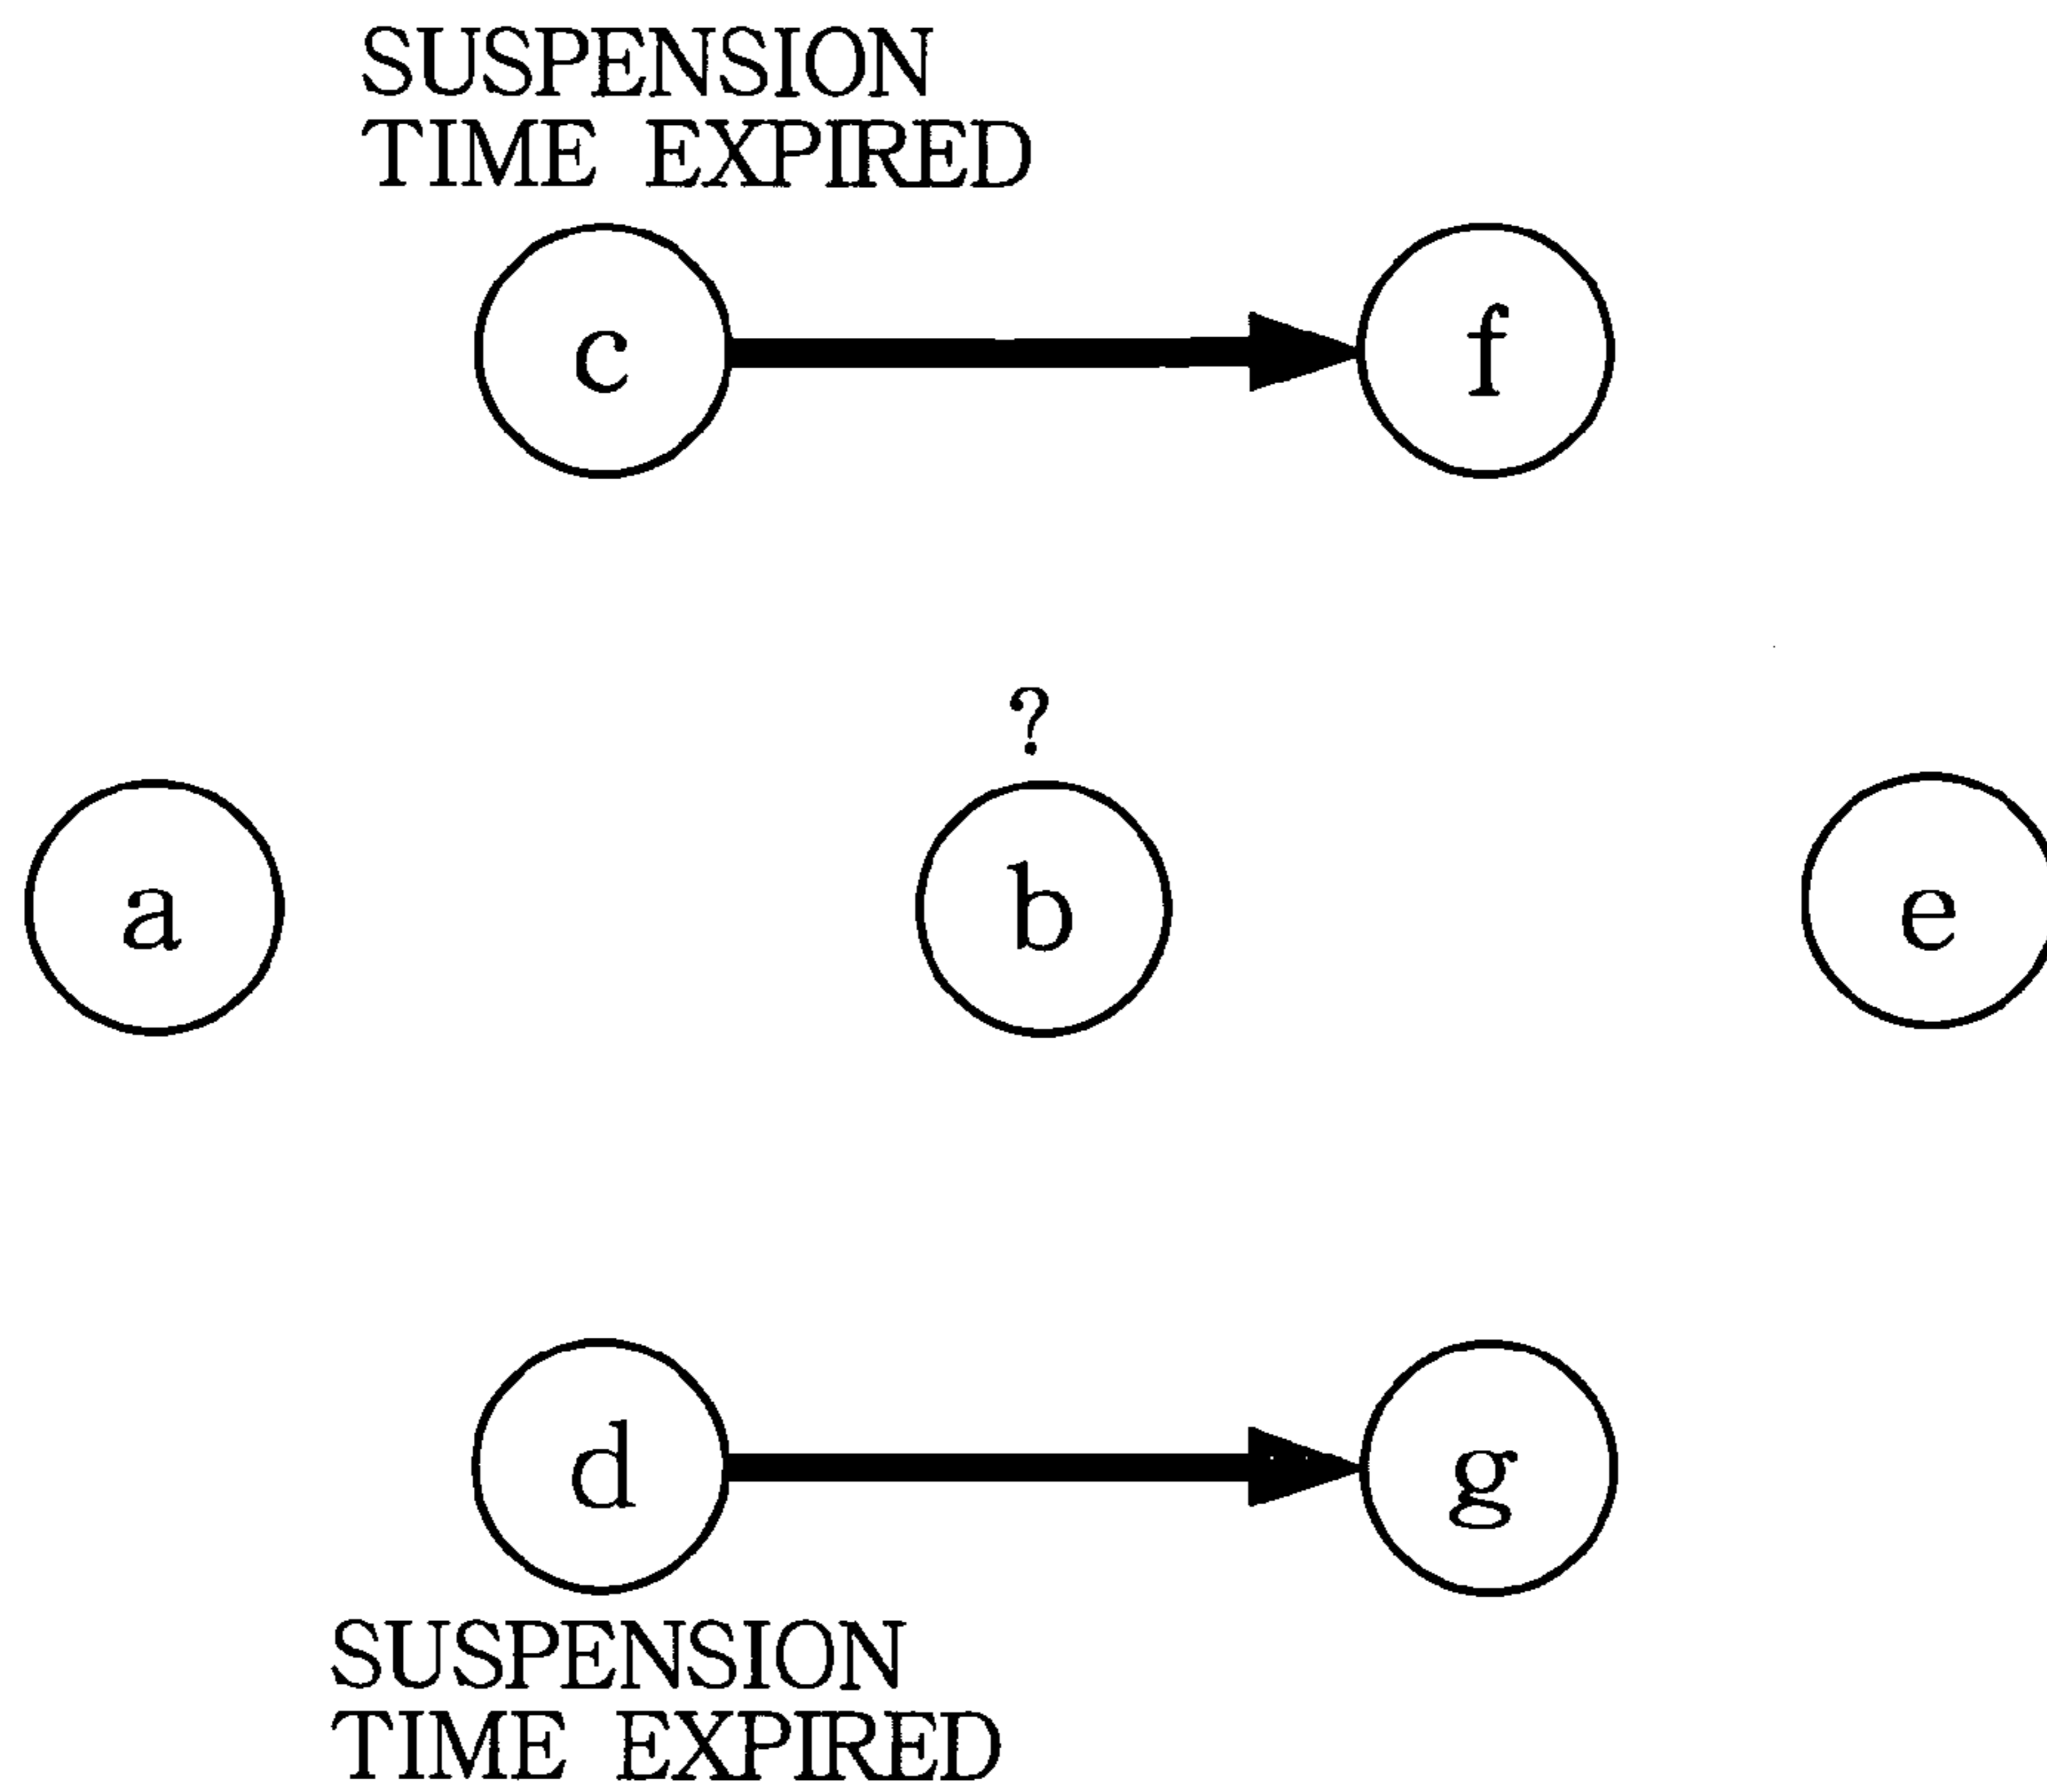 SUSPENSION
TIME EXPIRED
c f
?
a b e
d g
SUSPENSION
TIME EXPIRED